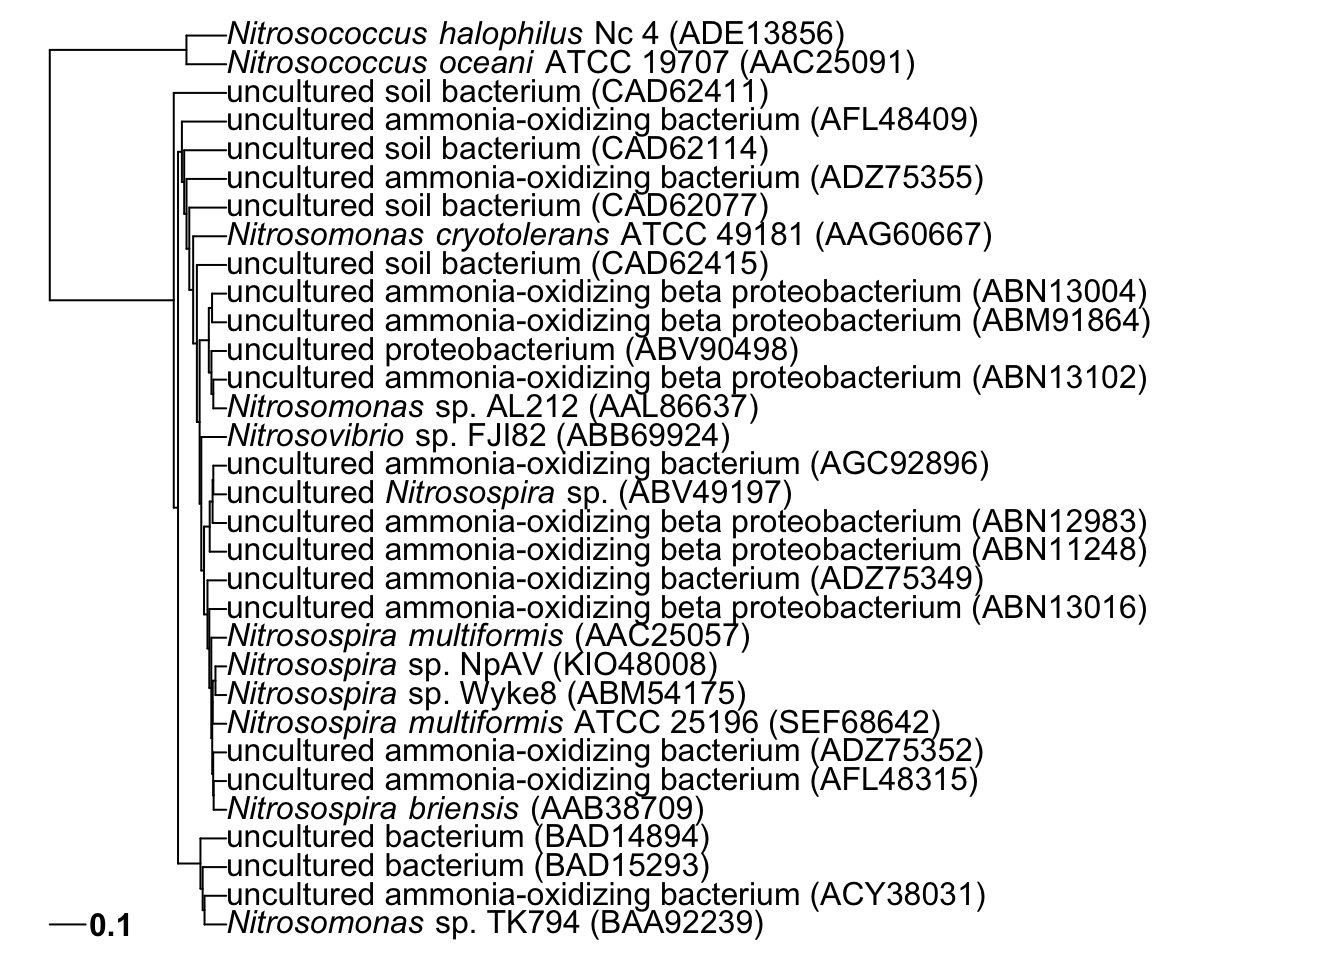 Nitrosococcus halophilus Nc 4 (ADE13856)
Nitrosococcus oceani ATCC 19707 (AAC25091)
uncultured soil bacterium (CAD62411)
uncultured ammonia-oxidizing bacterium (AFL48409)
uncultured soil bacterium (CAD62114)
uncultured ammonia-oxidizing bacterium (ADZ75355)
uncultured soil bacterium (CAD62077)
Nitrosomonas cryotolerans ATCC 49181 (AAG60667)
uncultured soil bacterium (CAD62415)
uncultured ammonia-oxidizing beta proteobacterium (ABN13004)
uncultured ammonia-oxidizing beta proteobacterium (ABM91864)
uncultured proteobacterium (ABV90498)
uncultured ammonia-oxidizing beta proteobacterium (ABN13102)
Nitrosomonas sp. AL212 (AAL86637)
Nitrosovibrio sp. FJI82 (ABB69924)
uncultured ammonia-oxidizing bacterium (AGC92896)
uncultured Nitrosospira sp. (ABV49197)
uncultured ammonia-oxidizing beta proteobacterium (ABN12983)
uncultured ammonia-oxidizing beta proteobacterium (ABN11248)
uncultured ammonia-oxidizing bacterium (ADZ75349)
uncultured ammonia-oxidizing beta proteobacterium (ABN13016)
Nitrosospira multiformis (AAC25057)
Nitrosospira sp. NpAV (KIO48008)
Nitrosospira sp. Wyke8 (ABM54175)
Nitrosospira multiformis ATCC 25196 (SEF68642)
uncultured ammonia-oxidizing bacterium (ADZ75352)
uncultured ammonia-oxidizing bacterium (AFL48315)
Nitrosospira briensis (AAB38709)
uncultured bacterium (BAD14894)
uncultured bacterium (BAD15293)
uncultured ammonia-oxidizing bacterium (ACY38031)
Nitrosomonas sp. TK794 (BAA92239)
0.1